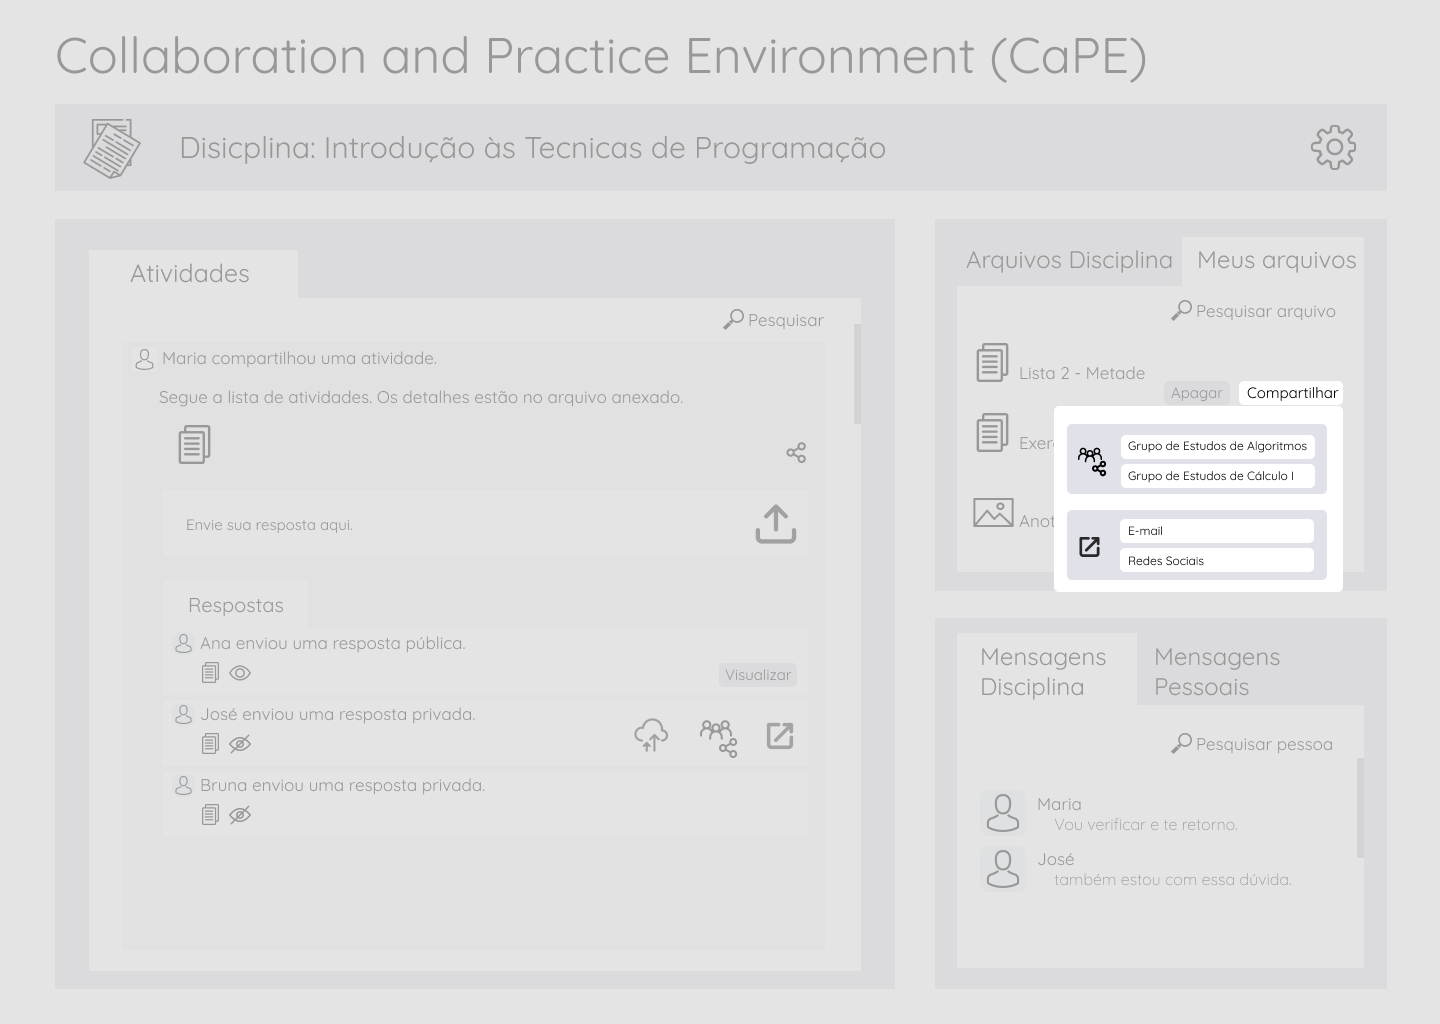 Collaboration and Practice Environment (CaPE)
Disicplina: Introdução às Tecnicas de Programação
Atividades
Pesquisar
Maria compartilhou uma atividade.
Segue a lista de atividades. Os detalhes estão no arquivo anexado.
Envie sua resposta aqui.
Respostas
Ana enviou uma resposta pública.
Visualizar
José enviou uma resposta privada.
Bruna enviou uma resposta privada.
Arquivos Disciplina
Meus arquivos
Pesquisar arquivo
Lista 2 - Metade
Apagar
Compartilhar
Exer
Anot
Grupo de Estudos de Algoritmos
Grupo de Estudos de Cálculo I
E-mail
Redes Sociais
Mensagens
Disciplina
Mensagens
Pessoais
Pesquisar pessoa
Maria
Vou verificar e te retorno.
José
também estou com essa dúvida.